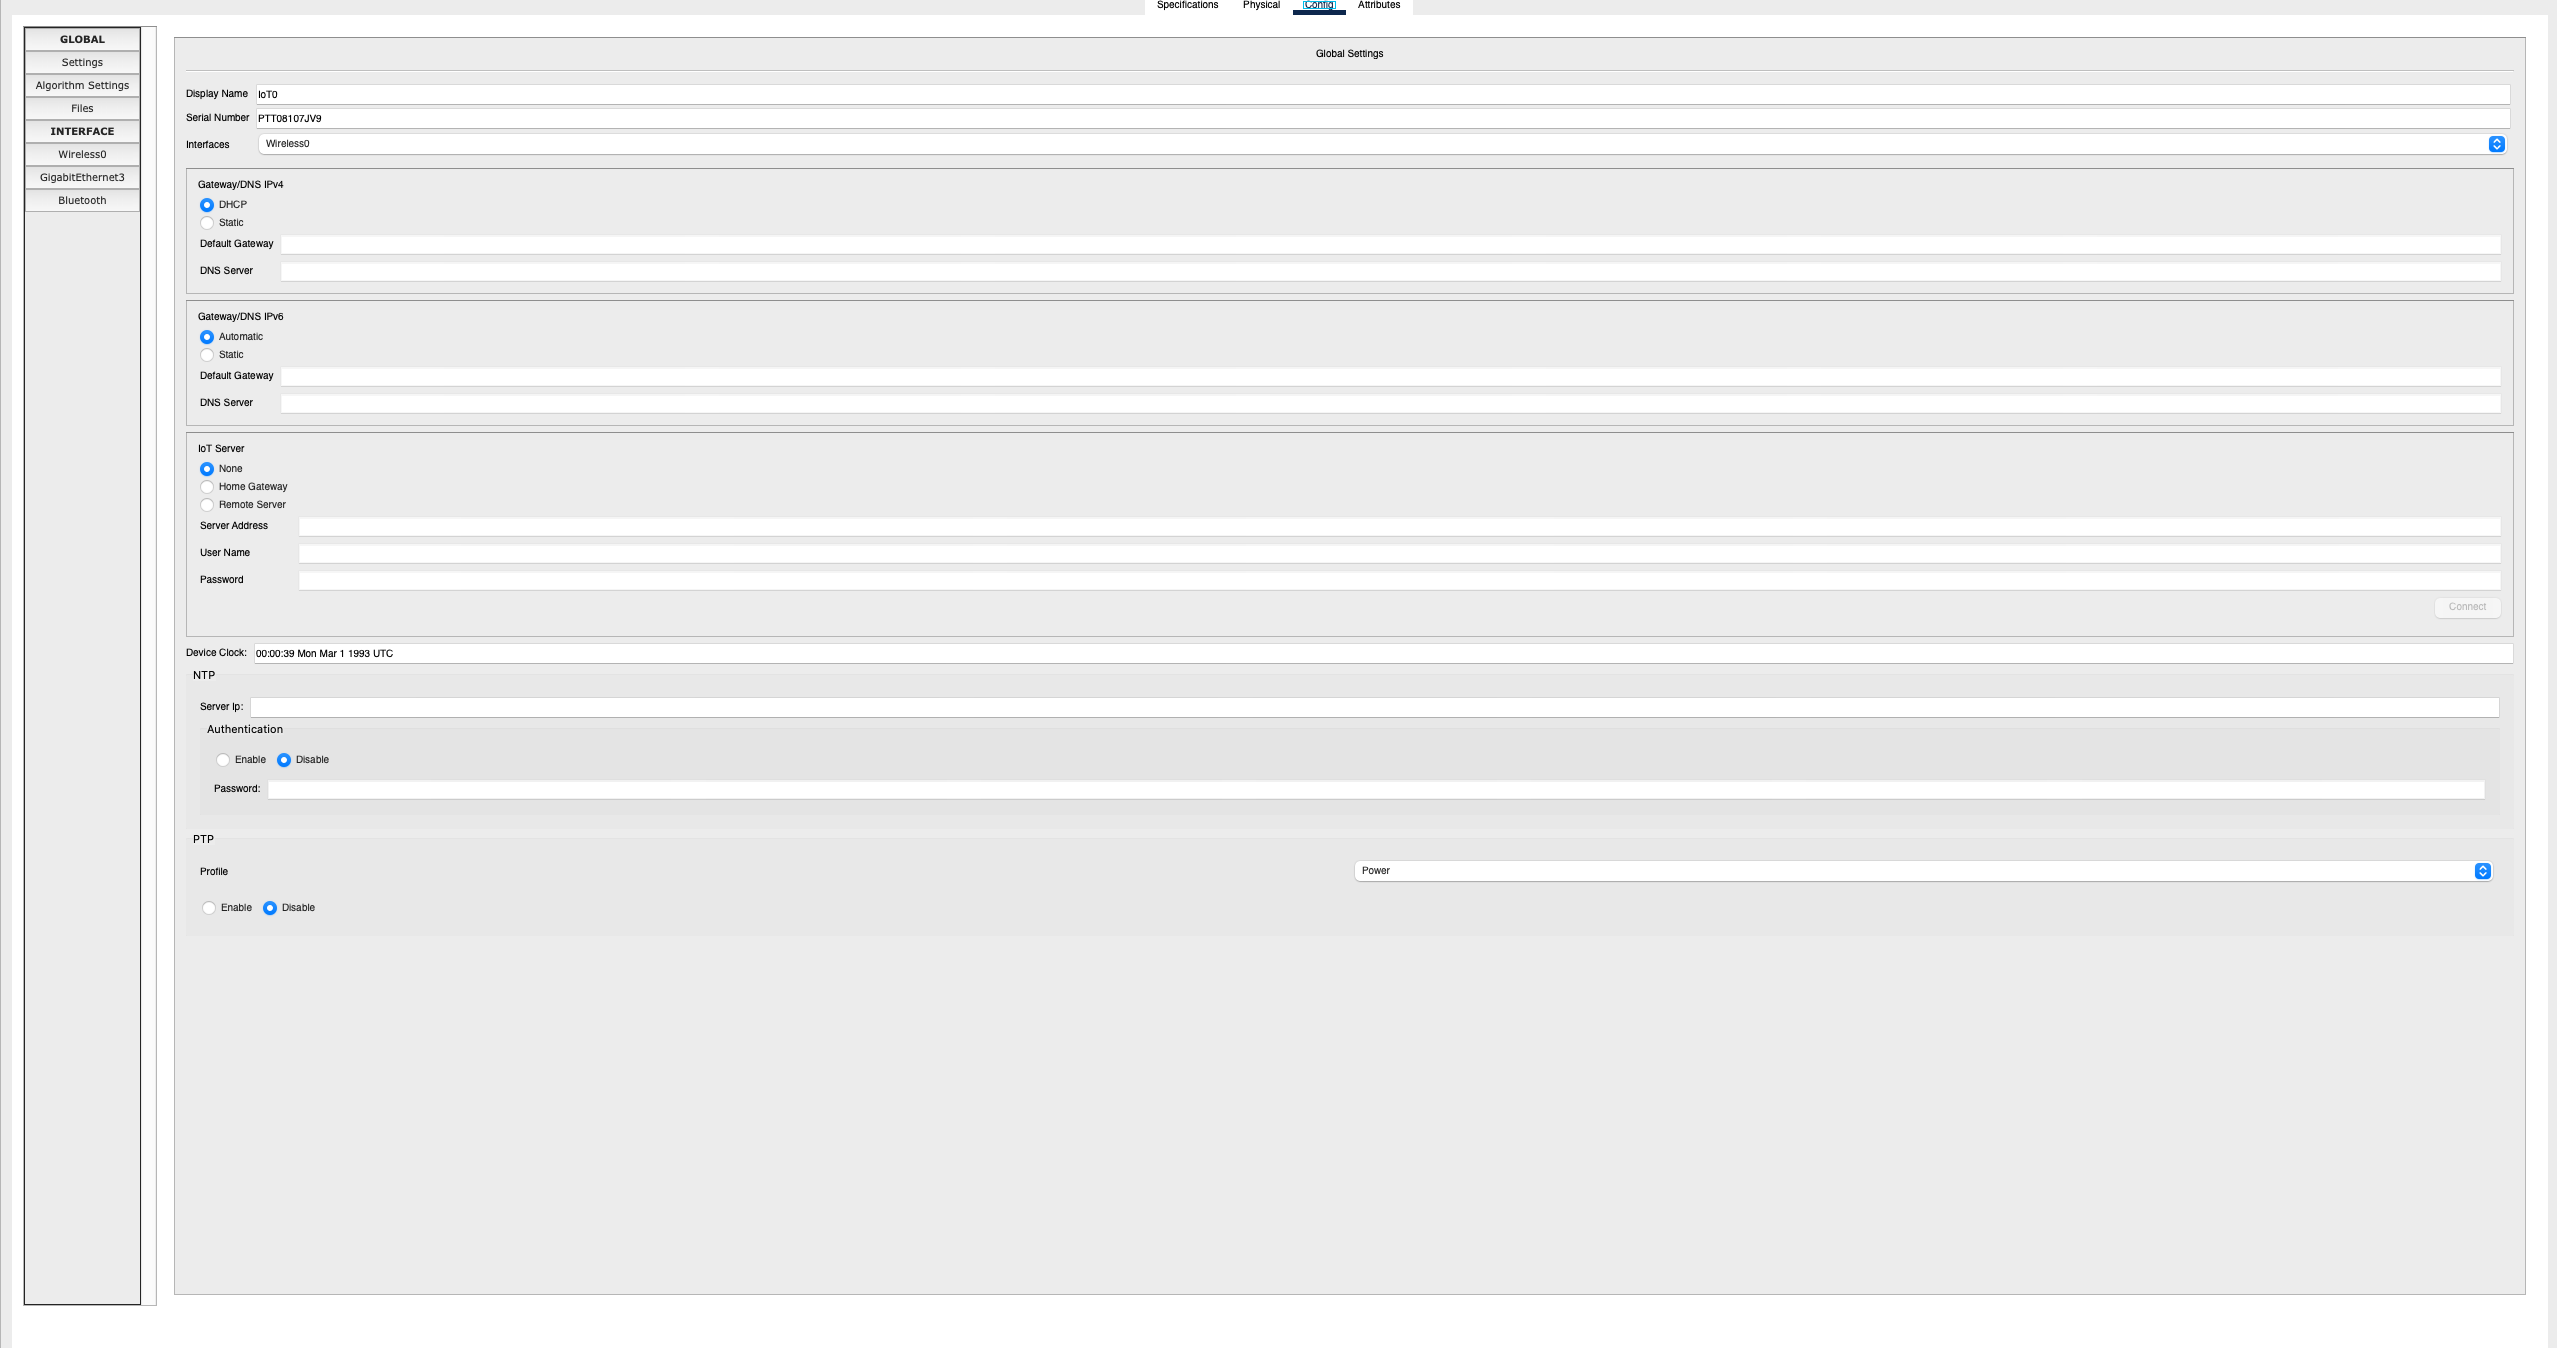 Specifications Physical Config Attributes
GLOBAL
Settings
Algorithm Settings
Files
INTERFACE
Wireless0
GigabitEthernet3
Bluetooth
Global Settings
Display Name IoT0
Serial Number PTT08107JV9
Interfaces Wireless0
Gateway/DNS IPv4
DHCP
Static
Default Gateway
DNS Server
Gateway/DNS IPv6
Automatic
Static
Default Gateway
DNS Server
IoT Server
None
Home Gateway
Remote Server
Server Address
User Name
Password
Connect
Device Clock: 00:00:39 Mon Mar 1 1993 UTC
NTP
Server Ip:
Authentication
Enable Disable
Password:
PTP
Profile Power
Enable Disable